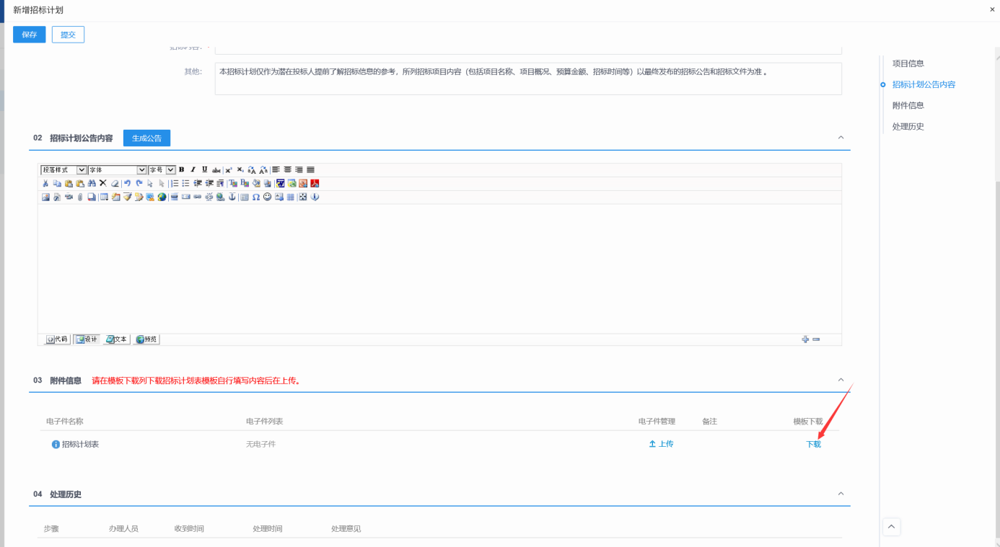 新增招标计划
×
保存 提交
招标内容：
其他： 本招标计划仅作为潜在投标人提前了解招标信息的参考，所列招标项目内容（包括项目名称、项目概况、预算金额、招标时间等）以最终发布的招标公告和招标文件为准 。
项目信息
招标计划公告内容
附件信息
处理历史
02 招标计划公告内容 生成公告
段落样式 字体 字号
代码 设计 文本 预览
03 附件信息 请在模板下载列下载招标计划表模板自行填写内容后在上传。
电子件名称 电子件列表 电子件管理 备注 模板下载
招标计划表 无电子件 上传 下载
04 处理历史
步骤 办理人员 收到时间 处理时间 处理意见